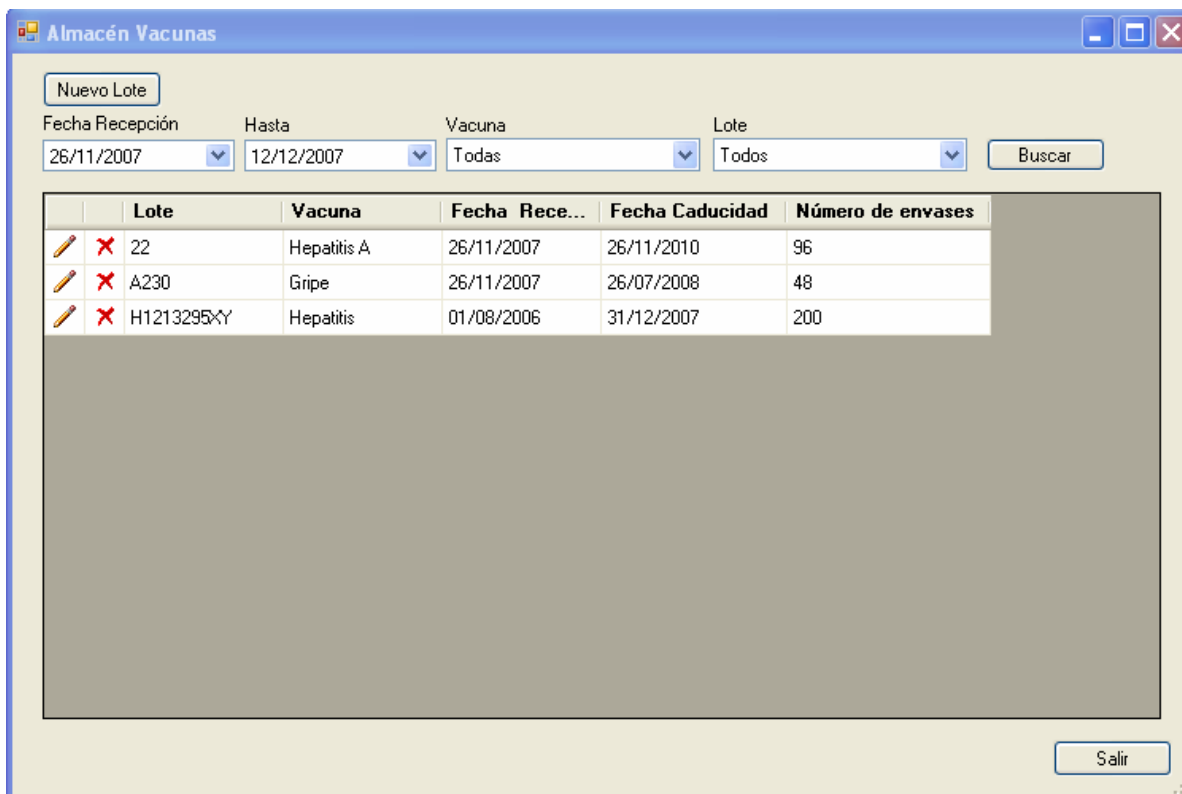 Almacén Vacunas
Nuevo Lote
Fecha Recepción Hasta Vacuna Lote
26/11/2007 12/12/2007 Todas Todos Buscar
Lote Vacuna Fecha Rece... Fecha Caducidad Número de envases
22 Hepatitis A 26/11/2007 26/11/2010 96
A230 Gripe 26/11/2007 26/07/2008 48
H1213295XY Hepatitis 01/08/2006 31/12/2007 200
Salir